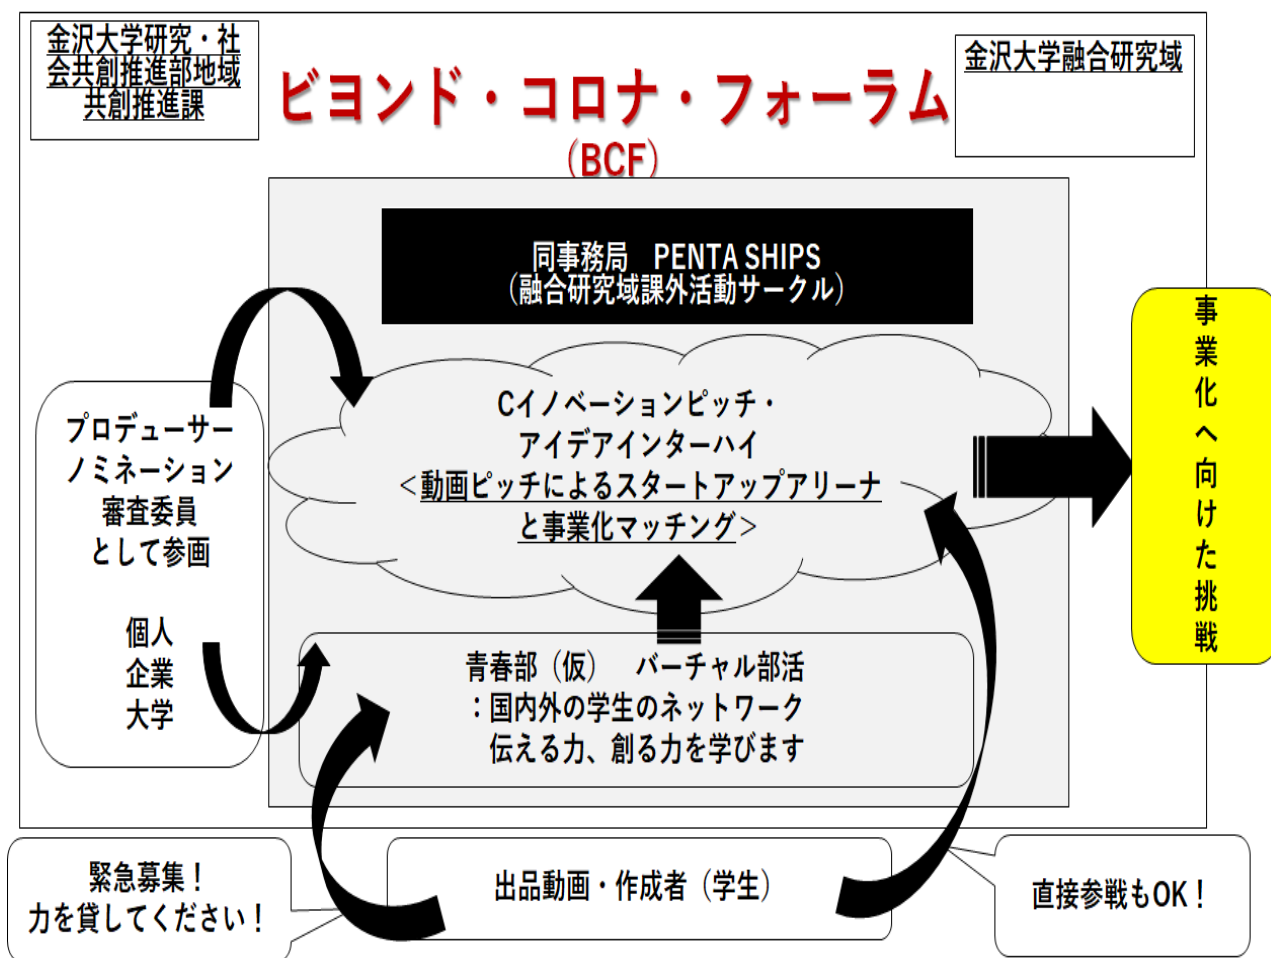 金沢大学研究・社
会共創推進部地域
共創推進課
ビヨンド・コロナ・フォーラム
（BCF）
金沢大学融合研究域
同事務局　PENTA SHIPS
（融合研究域課外活動サークル）
プロデューサー
ノミネーション
審査委員
として参画
個人
企業
大学
Cイノベーションピッチ・
アイデアインターハイ
＜動画ピッチによるスタートアップアリーナ
と事業化マッチング＞
事業化へ向けた挑戦
青春部（仮）　バーチャル部活
：国内外の学生のネットワーク
伝える力、創る力を学びます
緊急募集！
力を貸してください！
出品動画・作成者（学生）
直接参戦もOK！